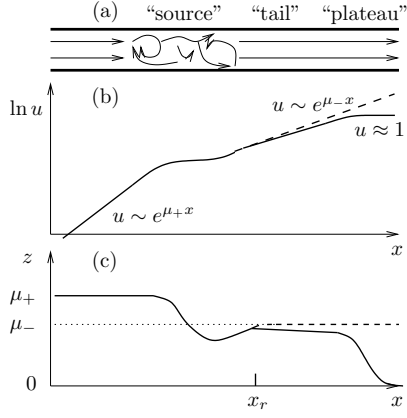 (a) “source” “tail” “plateau”
(b)
ln u
u ∼ e^{μ_− x}
u ≈ 1
u ∼ e^{μ_+ x}
x
z
(c)
μ_+
μ_−
0
x_r
x